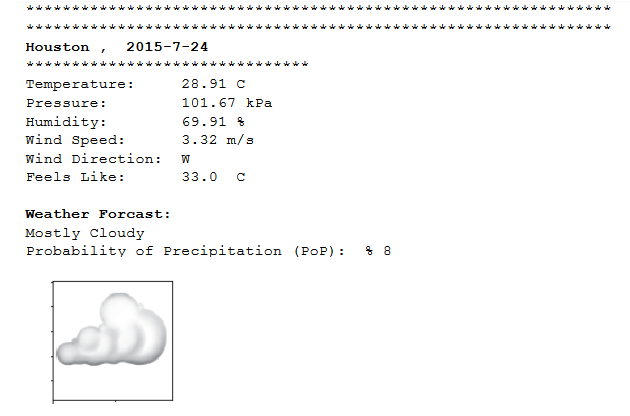 ****************************************************************
****************************************************************
Houston ,  2015-7-24
*******************************
Temperature:      28.91 C
Pressure:         101.67 kPa
Humidity:         69.91 %
Wind Speed:       3.32 m/s
Wind Direction:   W
Feels Like:       33.0  C
Weather Forcast:
Mostly Cloudy
Probability of Precipitation (PoP):  % 8